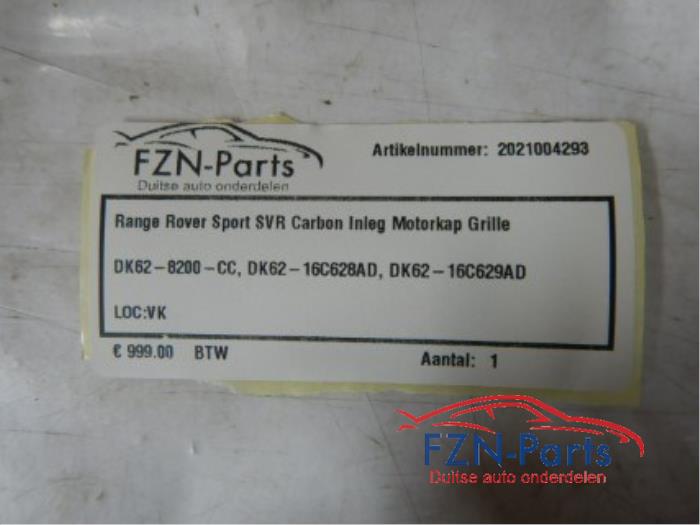 FZN-Parts
Duitse auto onderdelen
Artikelnummer: 2021004293
Range Rover Sport SVR Carbon Inleg Motorkap Grille
DK62-8200-CC, DK62-16C628AD, DK62-16C629AD
LOC:VK
€ 999.00 BTW
Aantal: 1
FZN-Parts
Duitse auto onderdelen